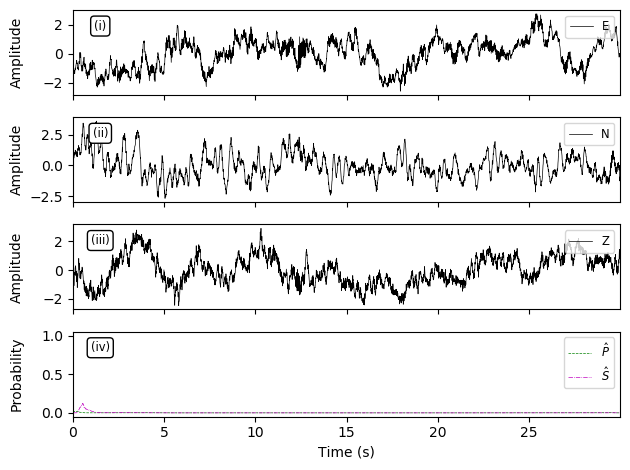 2
0
−2
Amplitude
(i)
E
2.5
0.0
−2.5
Amplitude
(ii)
N
2
0
−2
Amplitude
(iii)
Z
1.0
0.5
0.0
Probability
(iv)
P̂
Ŝ
0 5 10 15 20 25
Time (s)